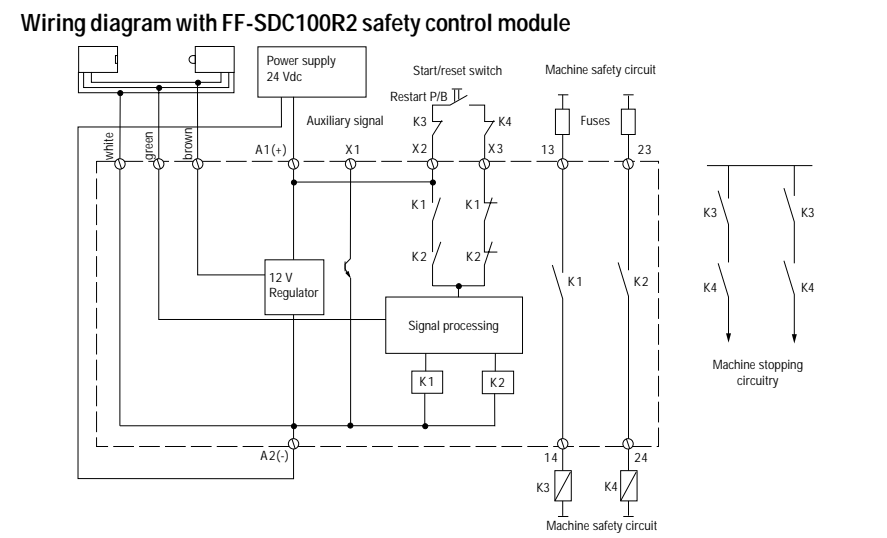 Wiring diagram with FF-SDC100R2 safety control module
Power supply
24 Vdc
Start/reset switch
Machine safety circuit
Restart P/B
Auxiliary signal
K3
K4
Fuses
white
green
brown
A1(+)
X1
X2
X3
13
23
K1
K1
K3
K3
K2
K2
12 V
Regulator
K1
K2
K4
K4
Signal processing
Machine stopping
circuitry
K1
K2
A2(-)
14
24
K3
K4
Machine safety circuit